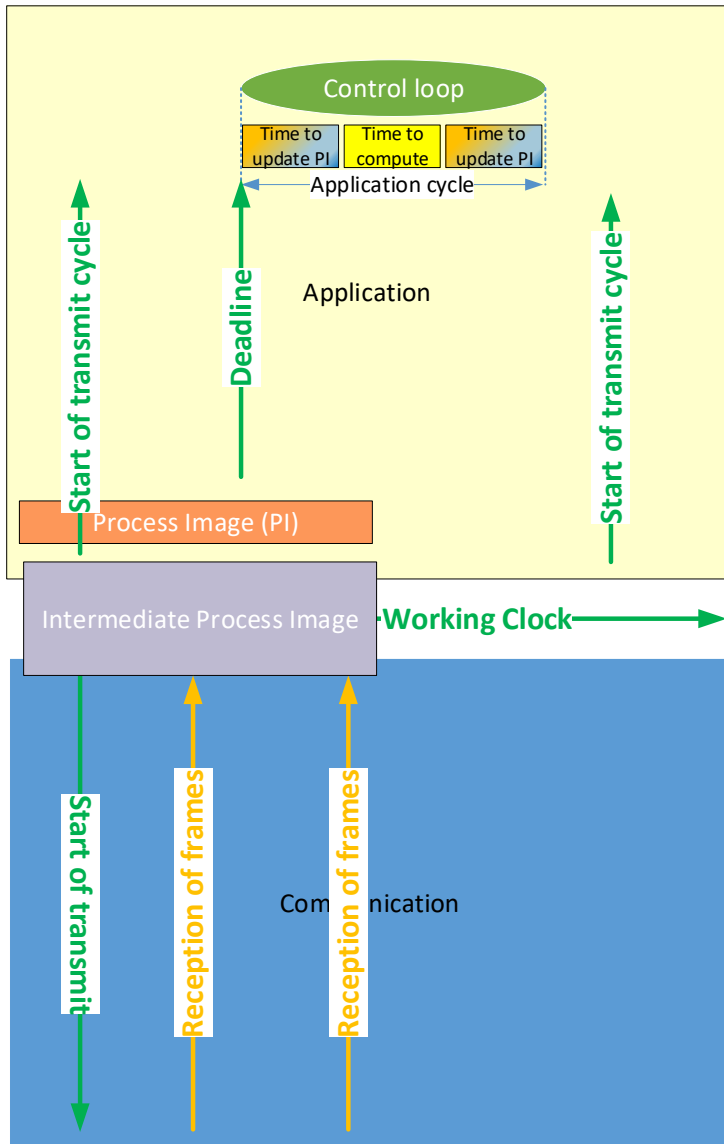 Control loop
Time to
update PI
Time to
compute
Time to
update PI
Application cycle
Start of transmit cycle
Deadline
Application
Start of transmit cycle
Process Image (PI)
Intermediate Process Image
Working Clock
Start of transmit
Reception of frames
Reception of frames